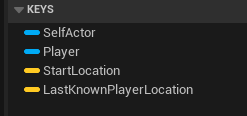 KEYS
SelfActor
Player
StartLocation
LastKnownPlayerLocation